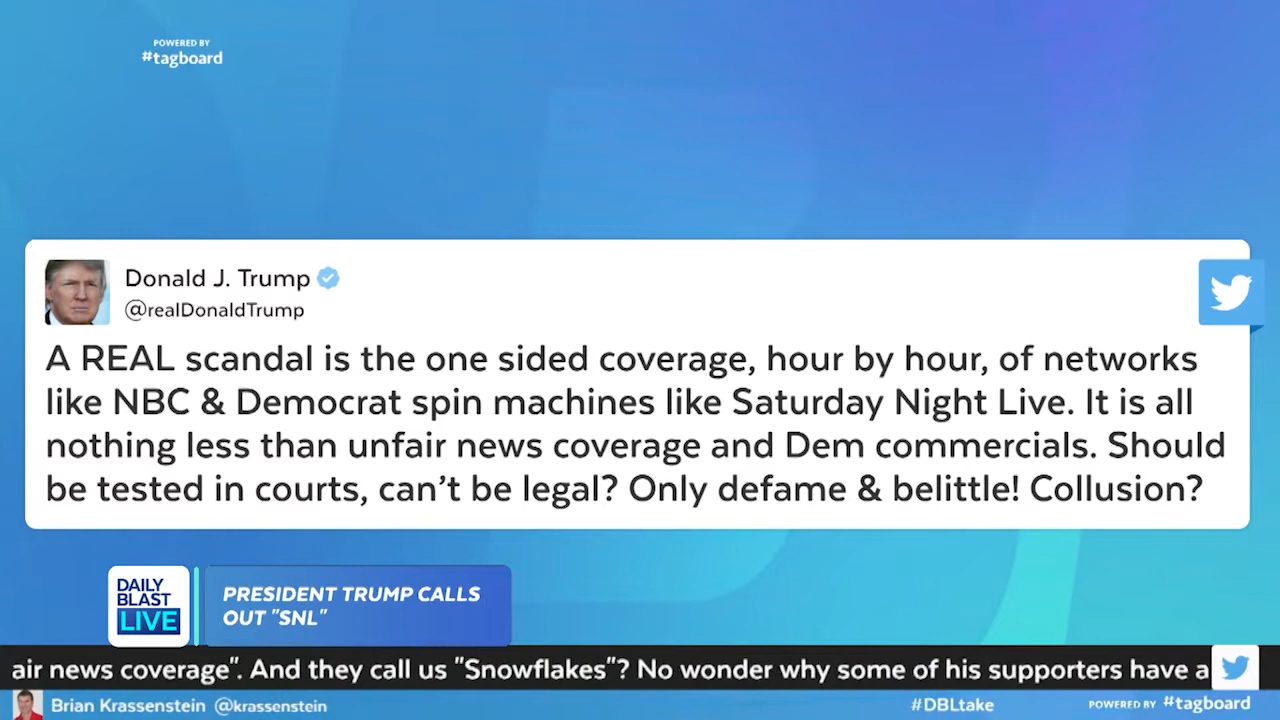 POWERED BY
#tagboard
Donald J. Trump
@realDonaldTrump
A REAL scandal is the one sided coverage, hour by hour, of networks
like NBC & Democrat spin machines like Saturday Night Live. It is all
nothing less than unfair news coverage and Dem commercials. Should
be tested in courts, can’t be legal? Only defame & belittle! Collusion?
DAILY
BLAST
LIVE
PRESIDENT TRUMP CALLS
OUT "SNL"
air news coverage". And they call us "Snowflakes"? No wonder why some of his supporters have a
Brian Krassenstein @krassenstein
#DBLtake
POWERED BY #tagboard